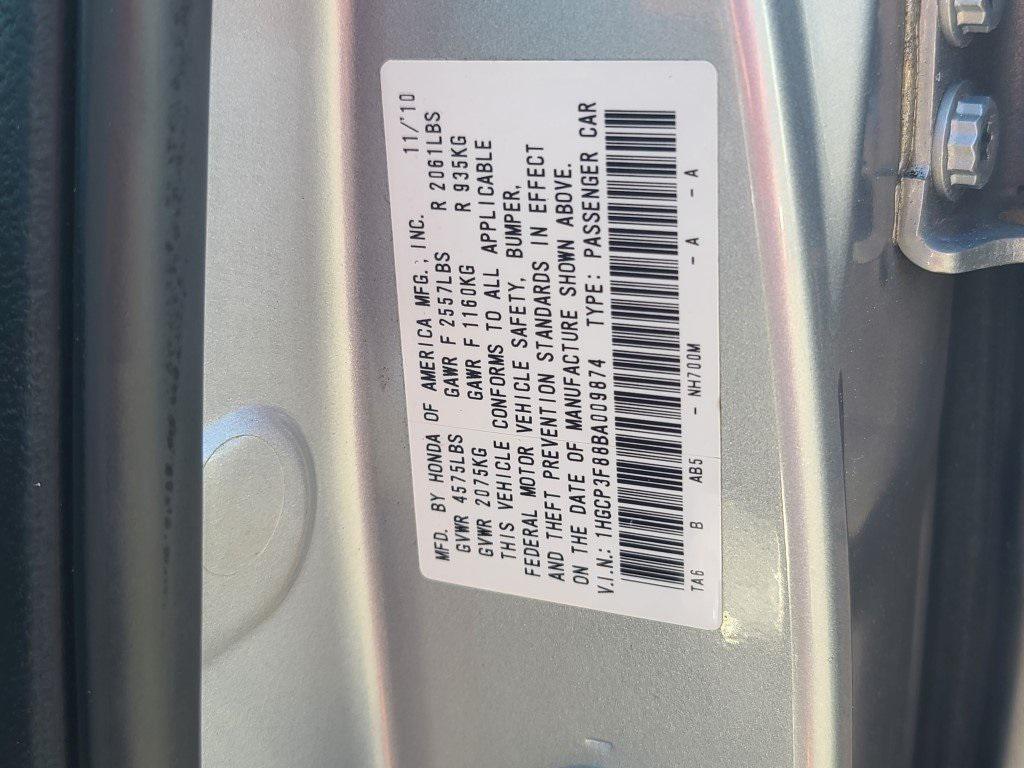 MFD. BY HONDA OF AMERICA MFG., INC. 11/'10
GVWR 4575LBS GAWR F 2557LBS R 2061LBS
GVWR 2075KG GAWR F 1160KG R 935KG
THIS VEHICLE CONFORMS TO ALL APPLICABLE
FEDERAL MOTOR VEHICLE SAFETY, BUMPER,
AND THEFT PREVENTION STANDARDS IN EFFECT
ON THE DATE OF MANUFACTURE SHOWN ABOVE.
V.I.N.: 1HGCP3F88BA009874 TYPE: PASSENGER CAR
TA6 B AB5 - NH700M - A - A